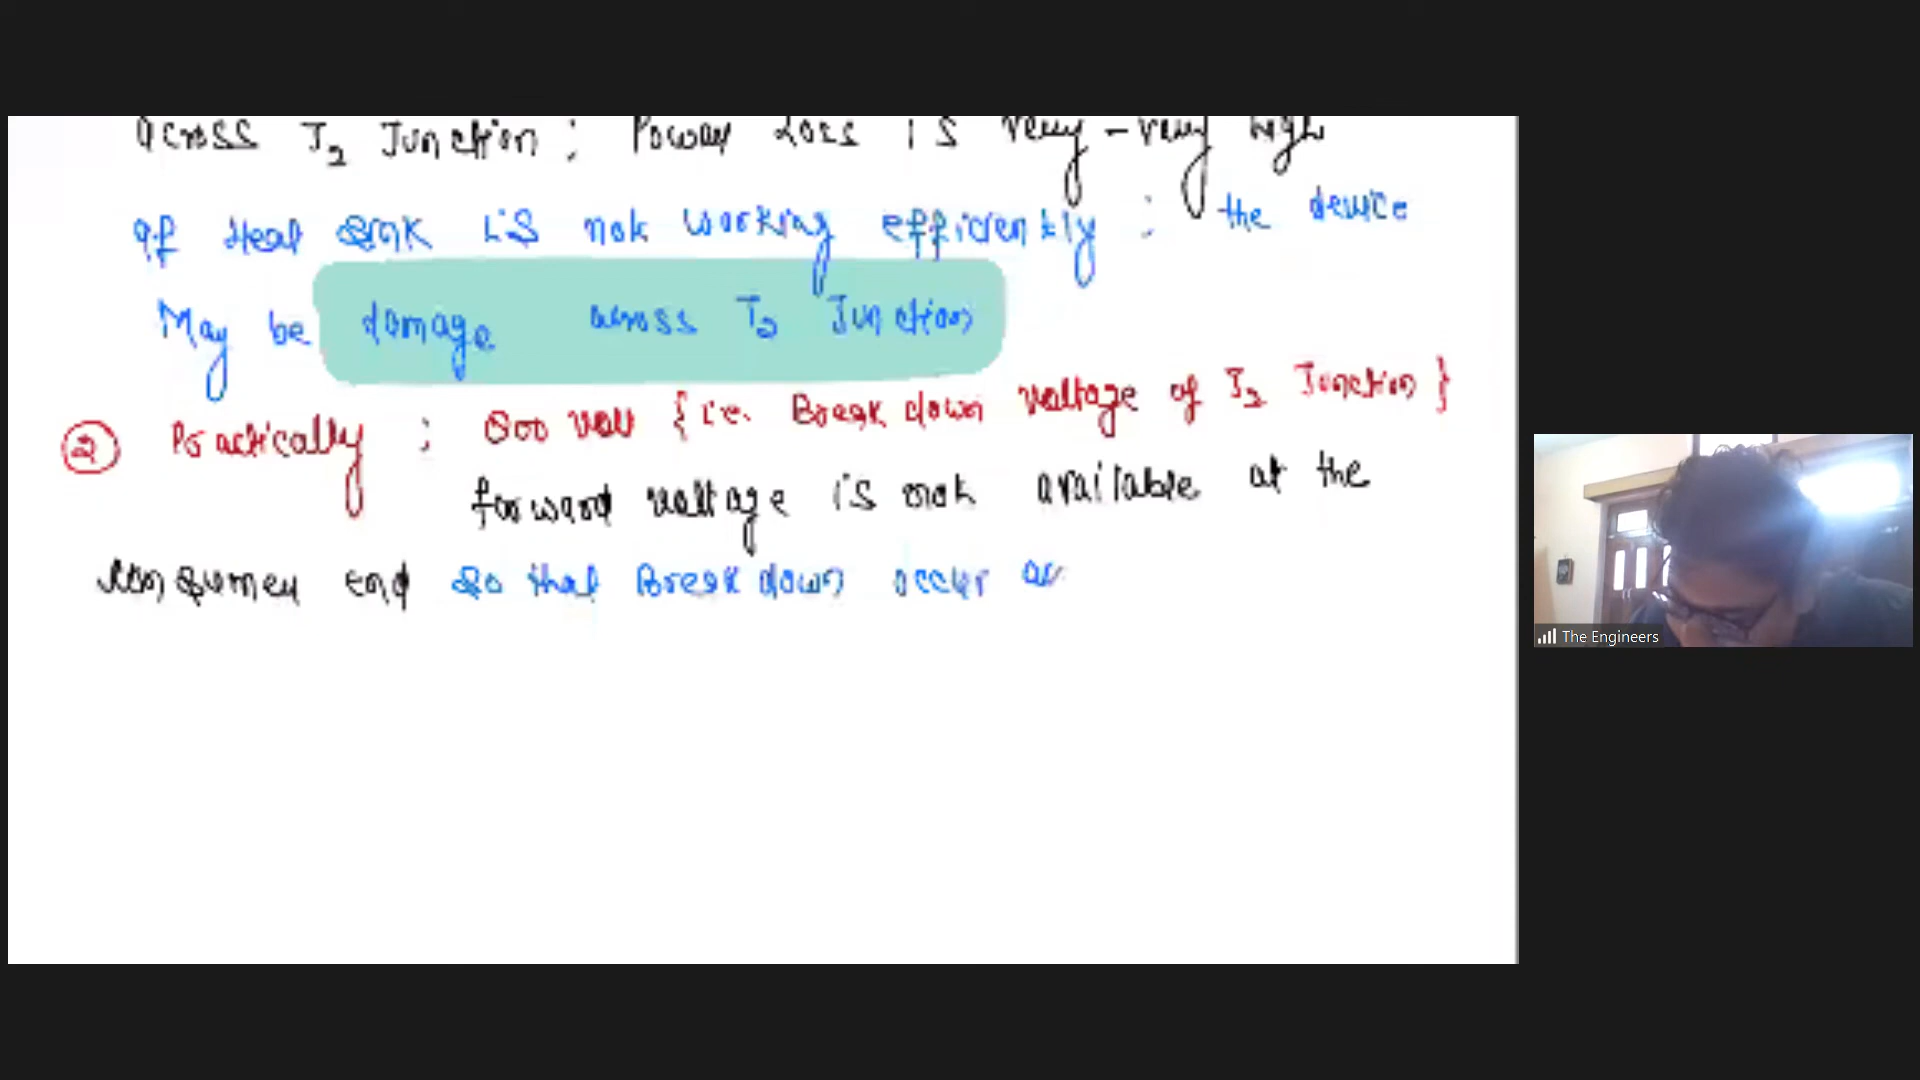 across J2 Junction ; Power Loss is very - very high
If Heat Sink is not working efficiently : the device
May be damage across J2 Junction
② Practically : 800 volt { i.e. Break down voltage of J2 Junction }
forward voltage is not available at the
consumer end so that Break down occur ac
The Engineers